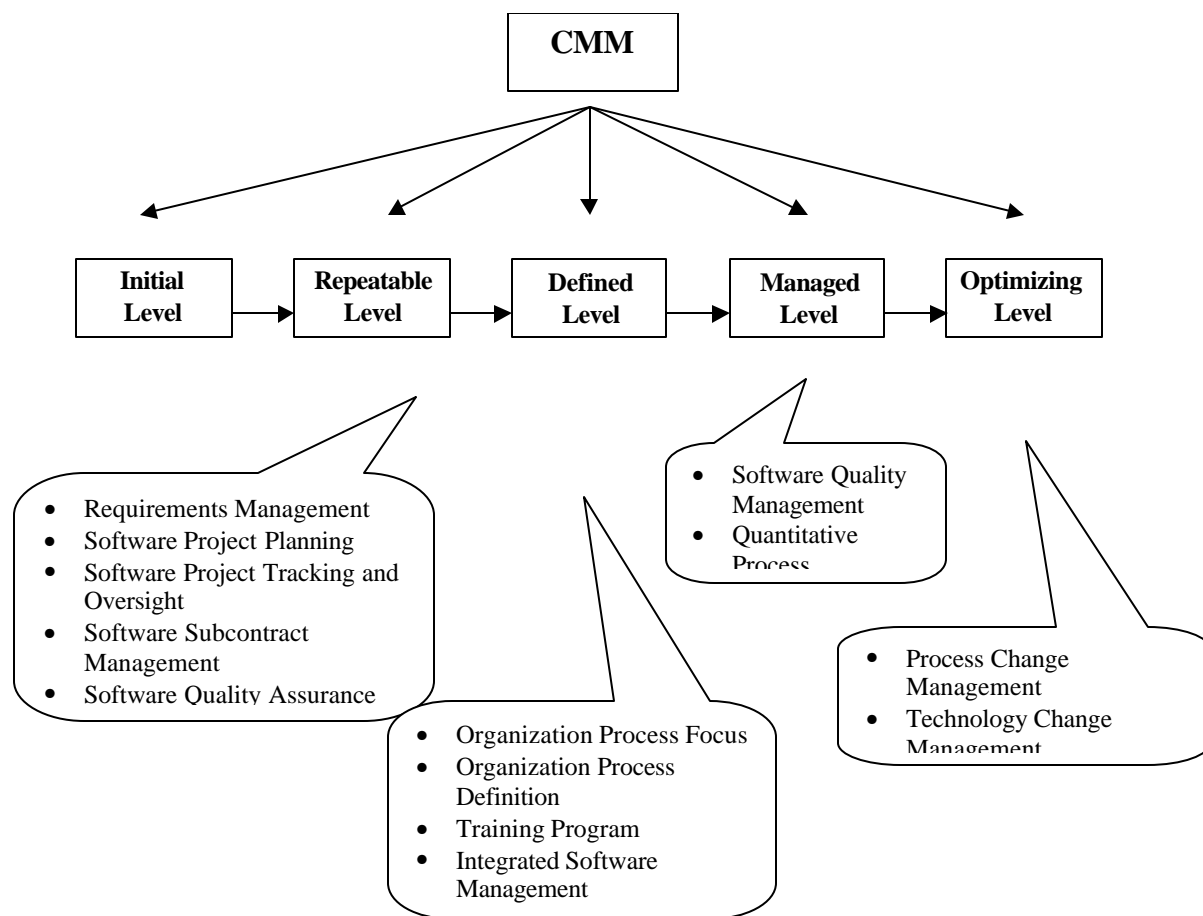 CMM
Initial
Level
Repeatable
Level
Defined
Level
Managed
Level
Optimizing
Level
• Requirements Management
• Software Project Planning
• Software Project Tracking and
Oversight
• Software Subcontract
Management
• Software Quality Assurance
• Organization Process Focus
• Organization Process
Definition
• Training Program
• Integrated Software
Management
• Software Quality
Management
• Quantitative
Process
• Process Change
Management
• Technology Change
Management